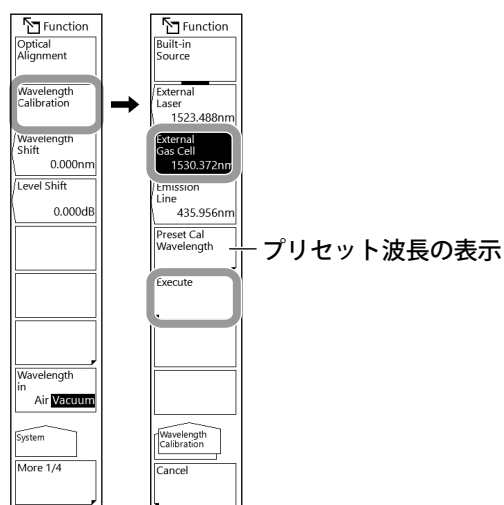 Function
Optical
Alignment
Wavelength
Calibration
Wavelength
Shift
0.000nm
Level Shift
0.000dB
Wavelength
in
Air Vacuum
System
More 1/4
Function
Built-in
Source
External
Laser
1523.488nm
External
Gas Cell
1530.372nm
Emission
Line
435.956nm
Preset Cal
Wavelength
プリセット波長の表示
Execute
Wavelength
Calibration
Cancel